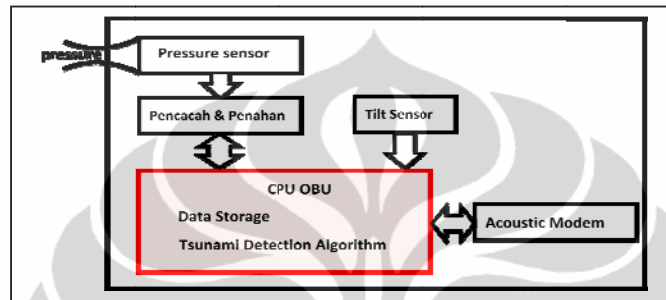 pressure
Pressure sensor
Pencacah & Penahan
Tilt Sensor
CPU OBU
Data Storage
Tsunami Detection Algorithm
Acoustic Modem